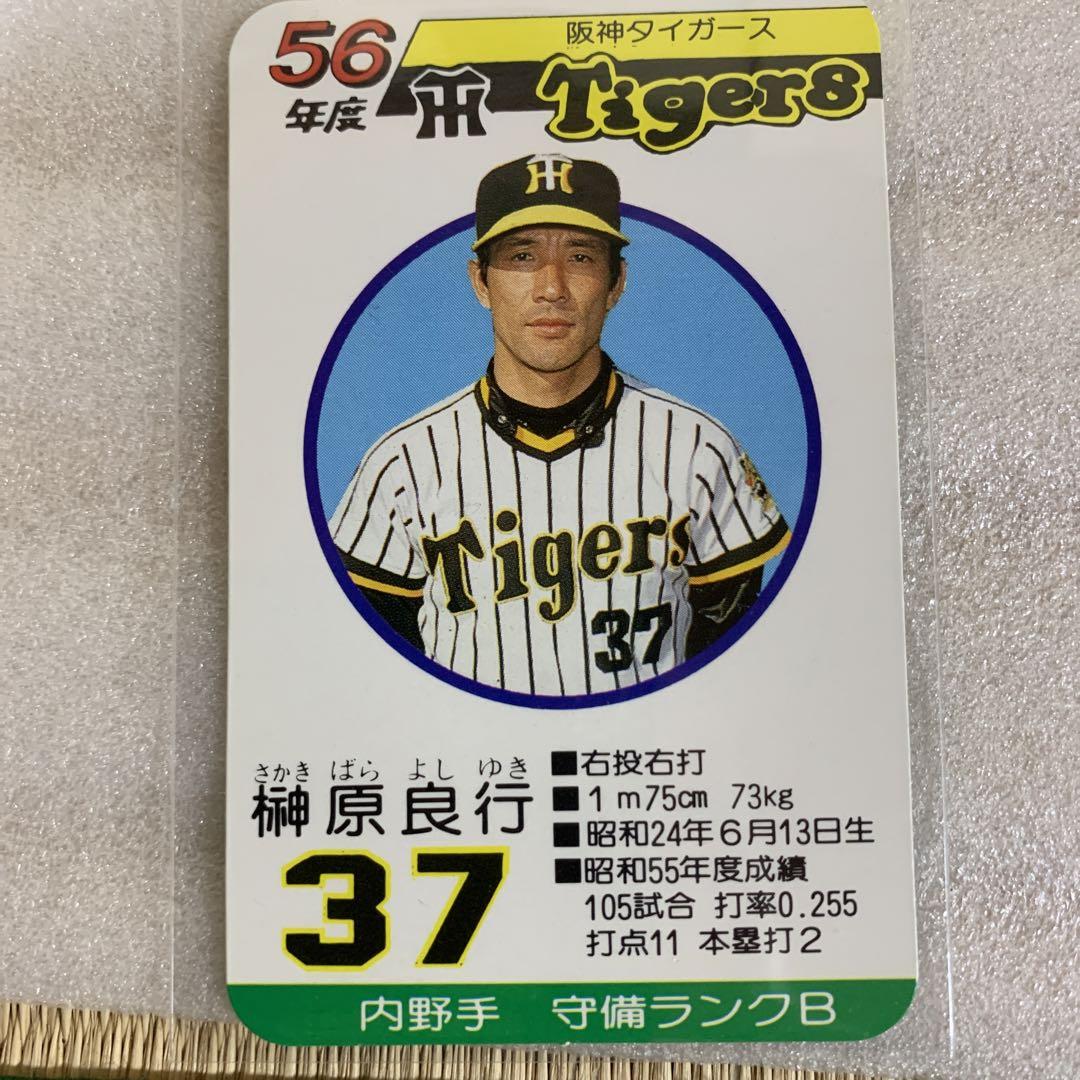 56
年度
阪神タイガース
TH
Tigers
TH
Tigers
37
さかき ばら よし ゆき
榊原良行
37
■右投右打
■1m75cm 73kg
■昭和24年6月13日生
■昭和55年度成績
105試合 打率0.255
打点11 本塁打2
内野手 守備ランクB